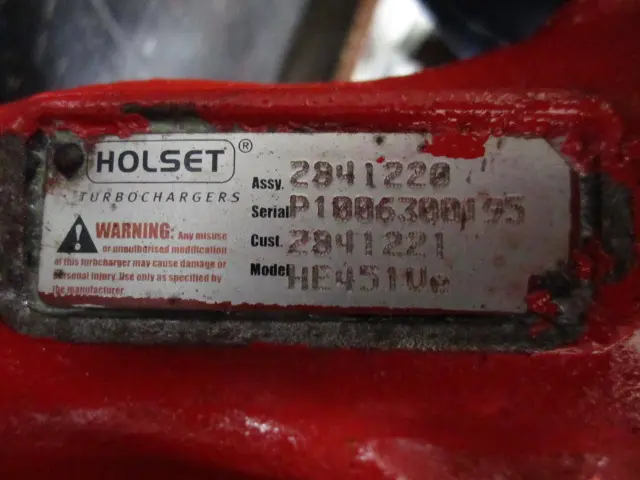 HOLSET®
TURBOCHARGERS
WARNING: Any misuse
or unauthorised modification
of this turbocharger may cause damage or
personal injury. Use only as specified by
the manufacturer.
Assy. 2841220
Serial P1006300195
Cust. 2841221
Model HE451Ve